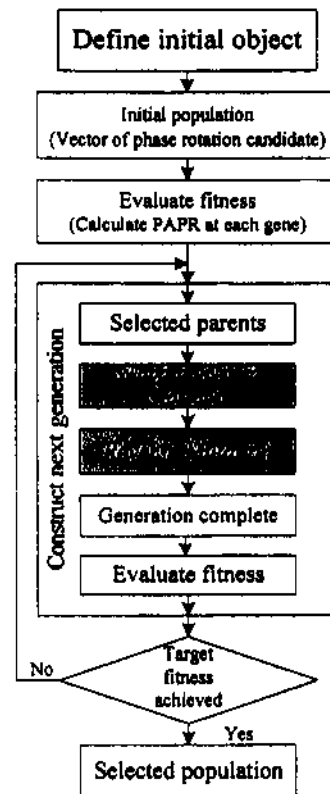 Define initial object
Initial population
(Vector of phase rotation candidate)
Evaluate fitness
(Calculate PAPR at each gene)
Construct next generation
Selected parents
Generation complete
Evaluate fitness
Target
fitness
achieved
No
Yes
Selected population